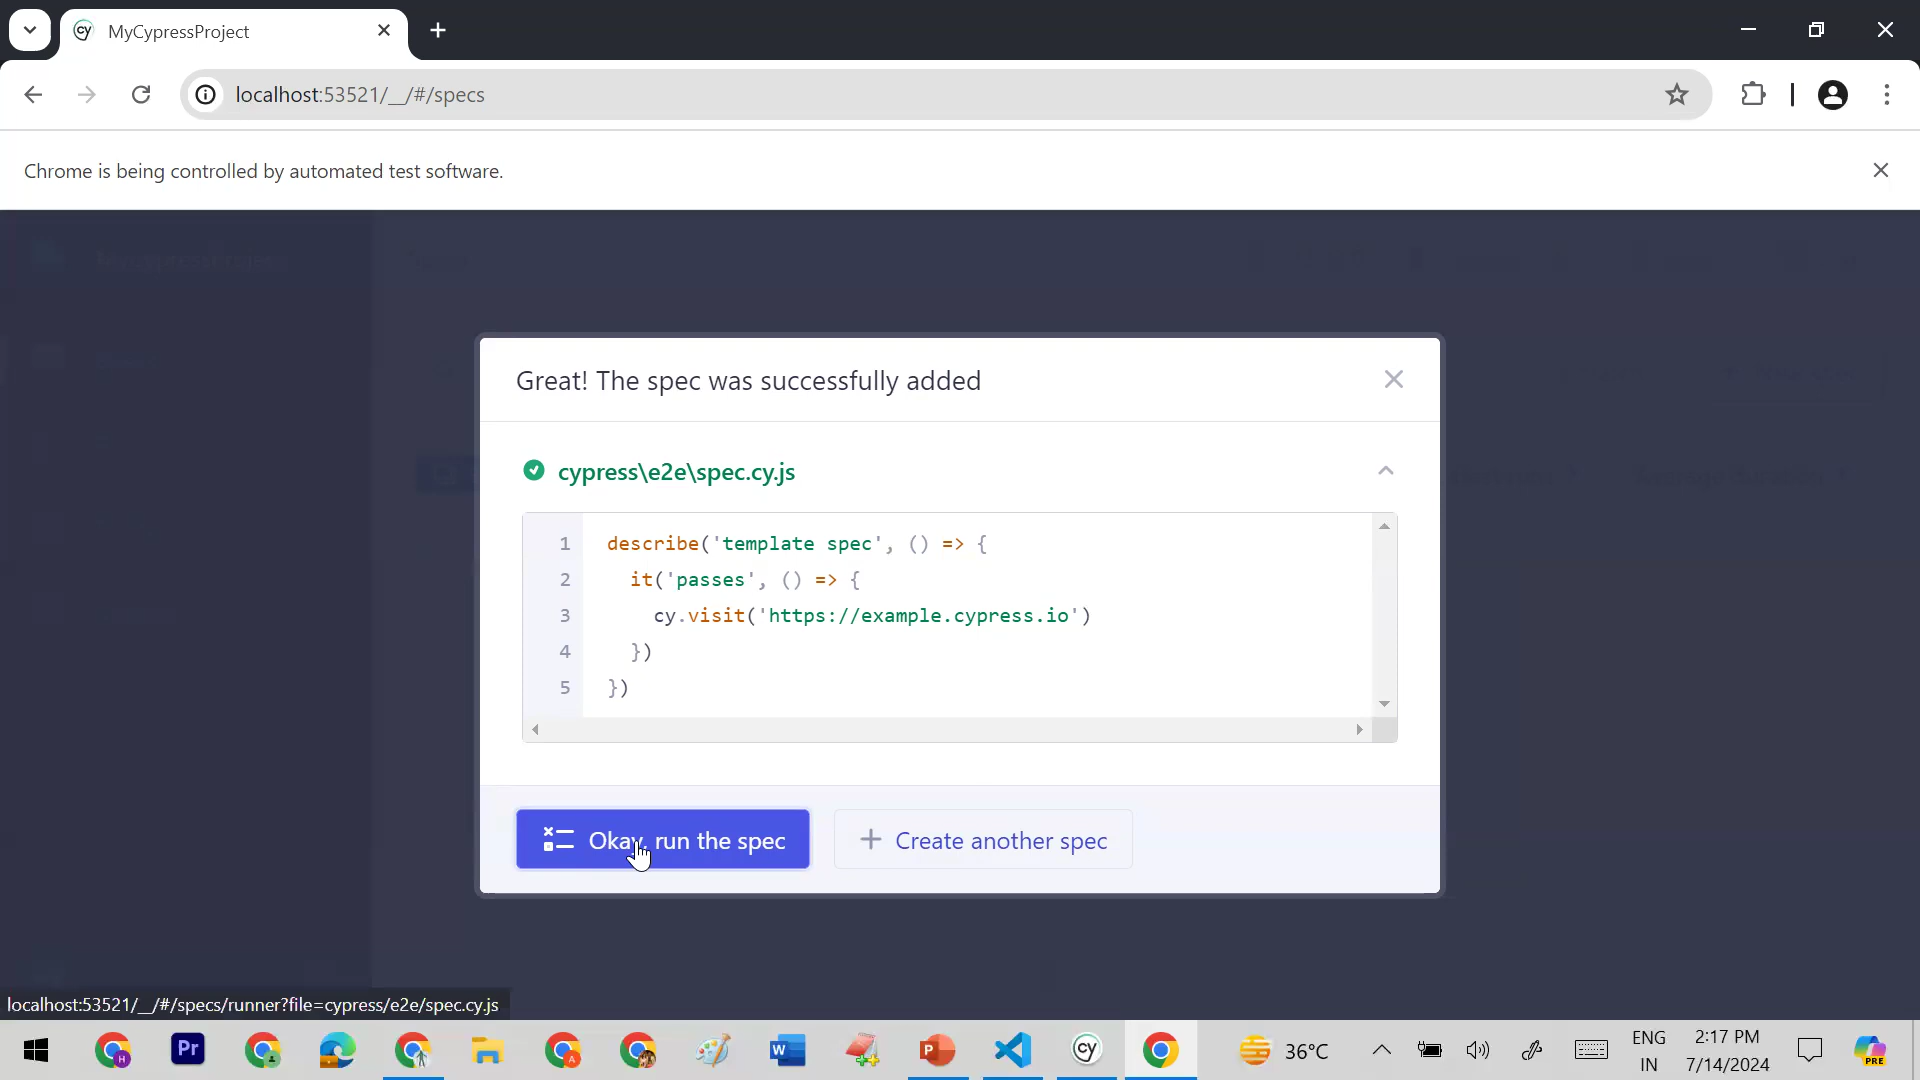 MyCypressProject
localhost:53521/__/#/specs
Chrome is being controlled by automated test software.
Great! The spec was successfully added
cypress\e2e\spec.cy.js
1 describe('template spec', () => {
2 it('passes', () => {
3 cy.visit('https://example.cypress.io')
4 })
5 })
Okay, run the spec
Create another spec
localhost:53521/__/#/specs/runner?file=cypress/e2e/spec.cy.js
36°C
ENG
IN
2:17 PM
7/14/2024